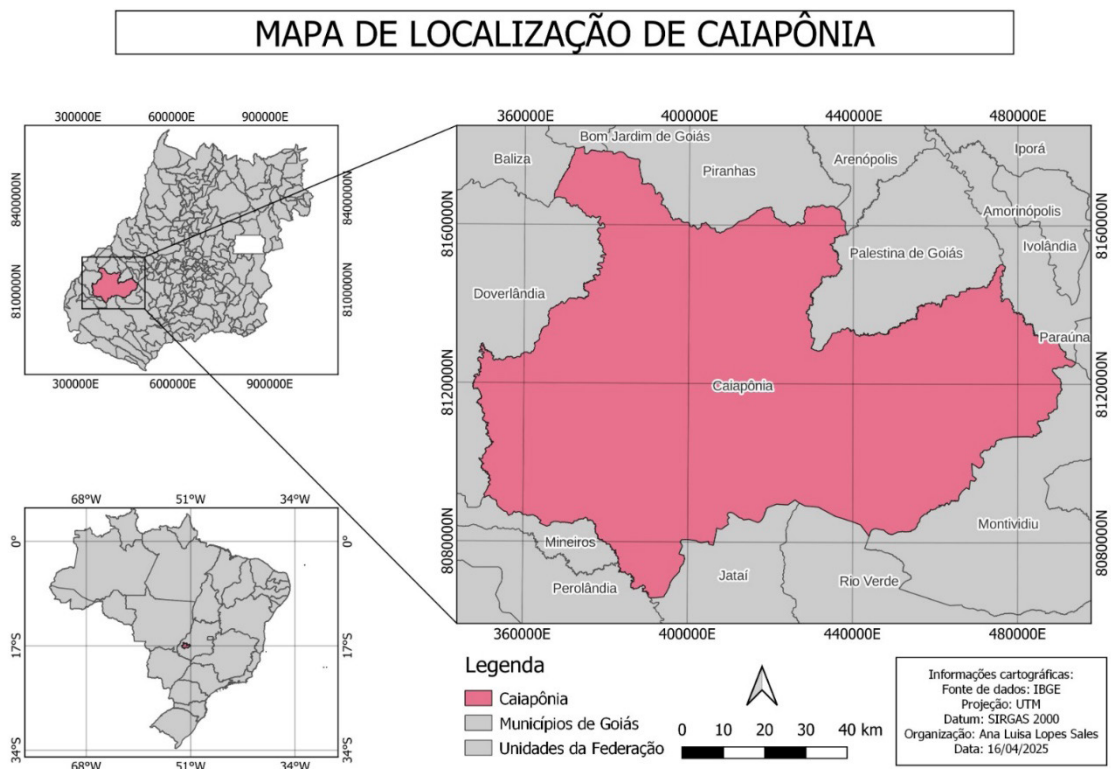 MAPA DE LOCALIZAÇÃO DE CAIAPÔNIA
300000E 600000E 900000E
8400000N 8400000N
8100000N 8100000N
300000E 600000E 900000E
68°W 51°W 34°W
0° 0°
17°S 17°S
34°S 34°S
68°W 51°W 34°W
360000E 400000E 440000E 480000E
Bom Jardim de Goiás
Baliza
Piranhas
Arenópolis
Iporá
Amorinópolis
8160000N 8160000N
Ivolândia
Palestina de Goiás
Doverlândia
Paraúna
8120000N 8120000N
Caiapônia
Montividiu
Mineiros
8080000N 8080000N
Perolândia
Jataí
Rio Verde
360000E 400000E 440000E 480000E
Legenda
Caiapônia
Municípios de Goiás
Unidades da Federação
0 10 20 30 40 km
Informações cartográficas:
Fonte de dados: IBGE
Projeção: UTM
Datum: SIRGAS 2000
Organização: Ana Luisa Lopes Sales
Data: 16/04/2025